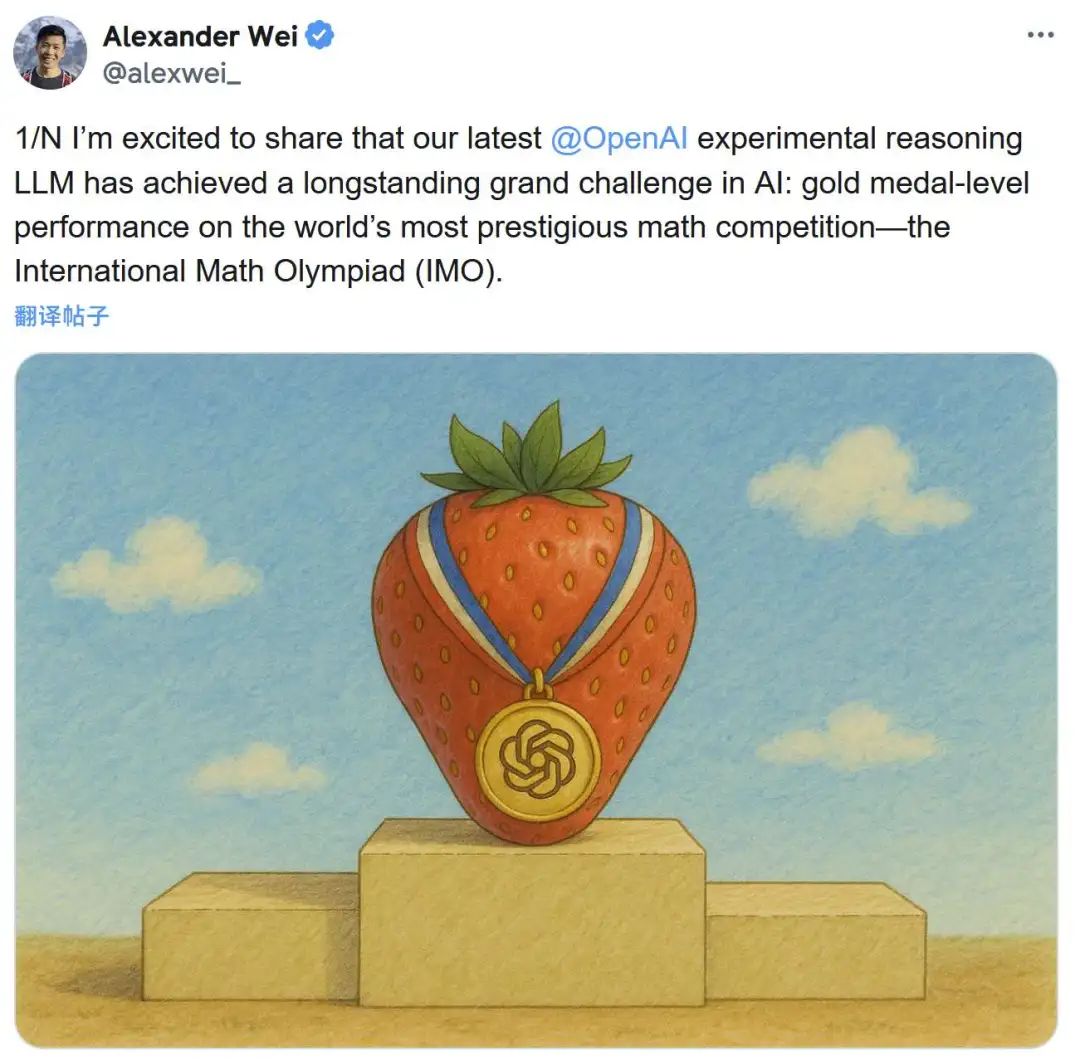 Alexander Wei
@alexwei_
1/N I’m excited to share that our latest @OpenAI experimental reasoning
LLM has achieved a longstanding grand challenge in AI: gold medal-level
performance on the world’s most prestigious math competition—the
International Math Olympiad (IMO).
翻译帖子